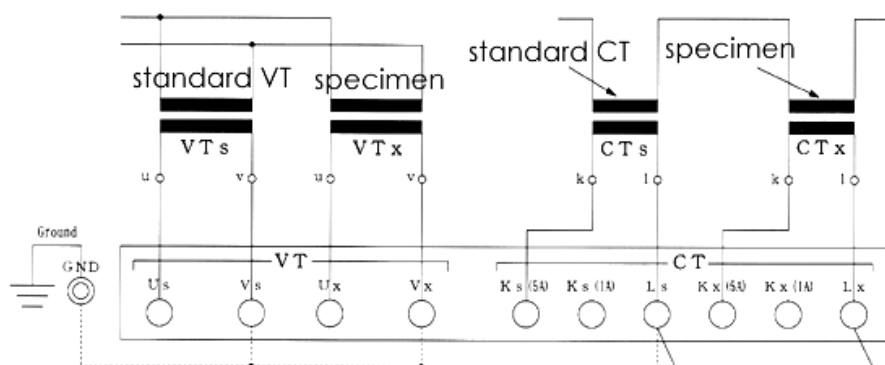 standard CT specimen
standard VT specimen
VTs VTx CTs CTx
u v u v k l k l
Ground
GND
VT CT
Us Vs Ux Vx Ks(5A) Ks(1A) Ls Kx(5A) Kx(1A) Lx